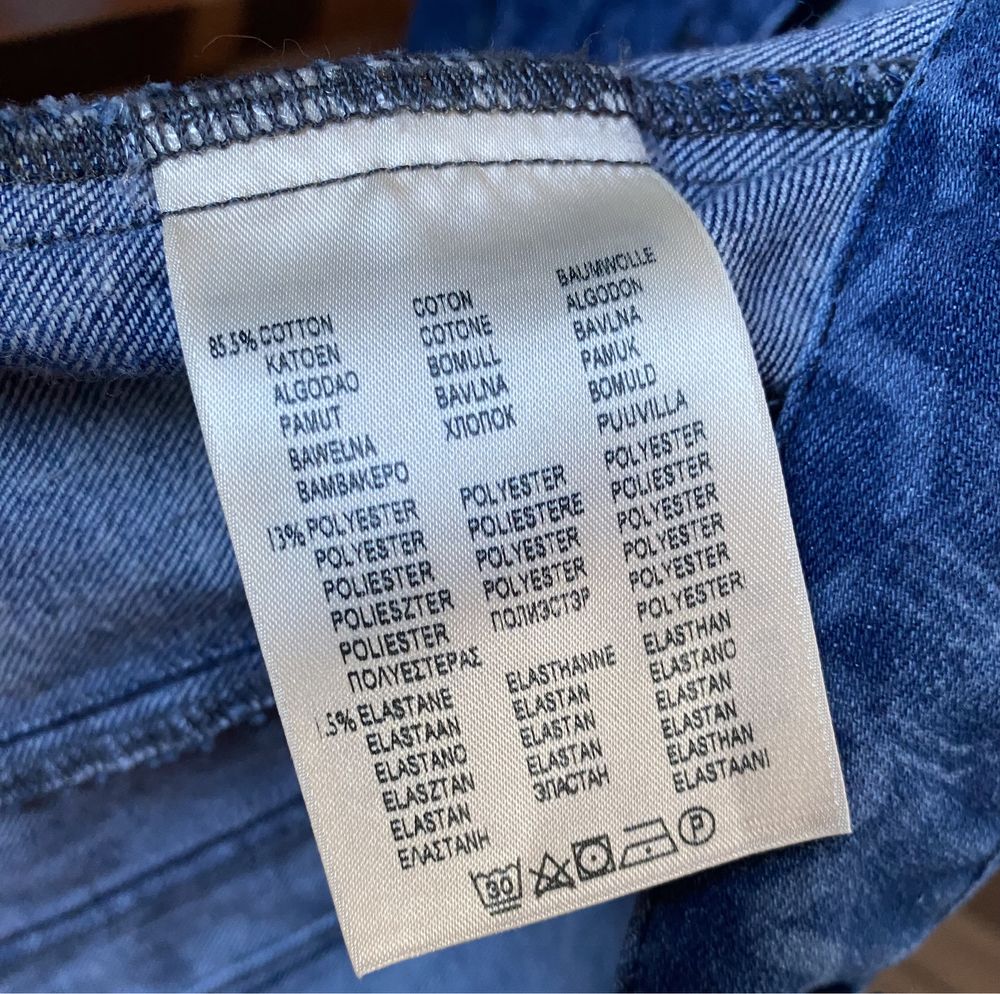 85.5% COTTON COTON BAUMWOLLE
KATOEN COTONE ALGODON
ALGODAO BOMULL BAVLNA
PAMUT BAVLNA PAMUK
BAWELNA ХЛОПОК BOMULD
ΒΑΜΒΑΚΕΡΟ PUUVILLA
13% POLYESTER POLYESTER POLYESTER
POLYESTER POLIESTERE POLIESTER
POLIESTER POLYESTER POLYESTER
POLIESZTER POLYESTER POLYESTER
POLIESTER ПОЛИЭСТЭР POLYESTER
ΠΟΛΥΕΣΤΕΡΑΣ POLYESTER
1.5% ELASTANE ELASTHANNE ELASTHAN
ELASTAAN ELASTAN ELASTANO
ELASTANO ELASTAN ELASTAN
ELASZTAN ELASTAN ELASTAN
ELASTAN ЭЛАСТАН ELASTHAN
ΕΛΑΣΤΑΝΗ ELASTAANI
30 P